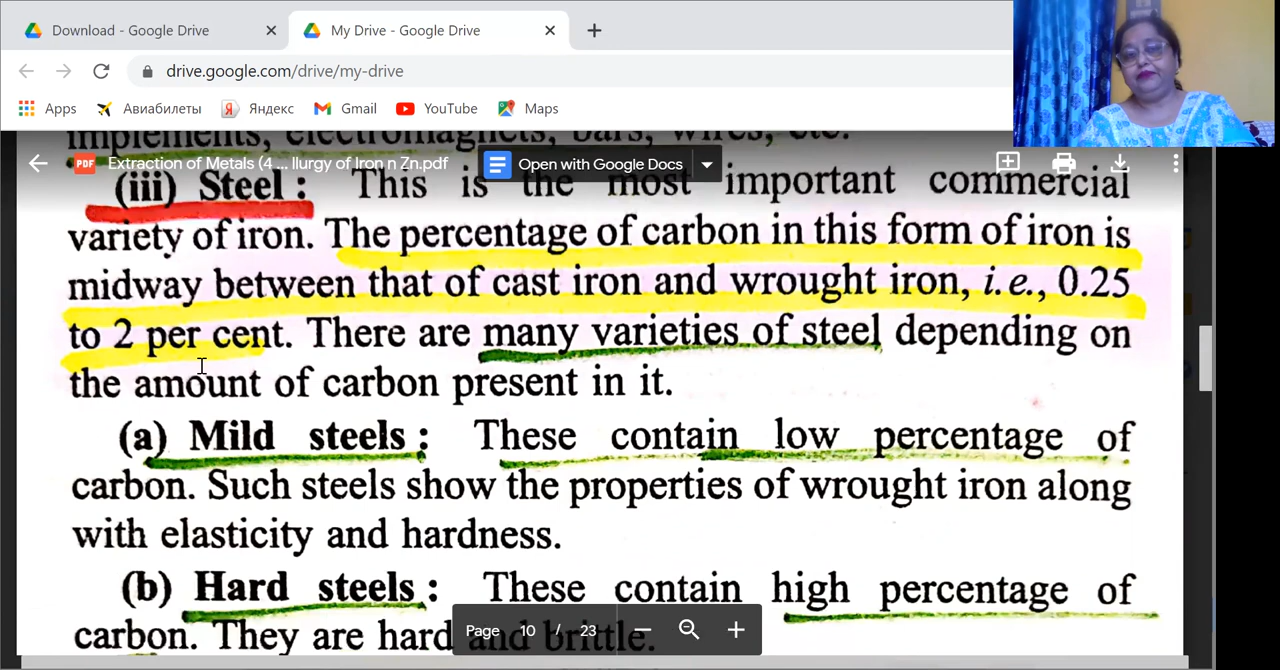 Download - Google Drive
My Drive - Google Drive
drive.google.com/drive/my-drive
Apps Авиабилеты Яндекс Gmail YouTube Maps
implements, electromagnets, bars, wires, etc.
PDF Extraction of Metals (4 ... llurgy of Iron n Zn.pdf
Open with Google Docs
(iii) Steel : This is the most important commercial
variety of iron. The percentage of carbon in this form of iron is
midway between that of cast iron and wrought iron, i.e., 0.25
to 2 per cent. There are many varieties of steel depending on
the amount of carbon present in it.
(a) Mild steels : These contain low percentage of
carbon. Such steels show the properties of wrought iron along
with elasticity and hardness.
(b) Hard steels : These contain high percentage of
carbon. They are hard and brittle.
Page 10 / 23